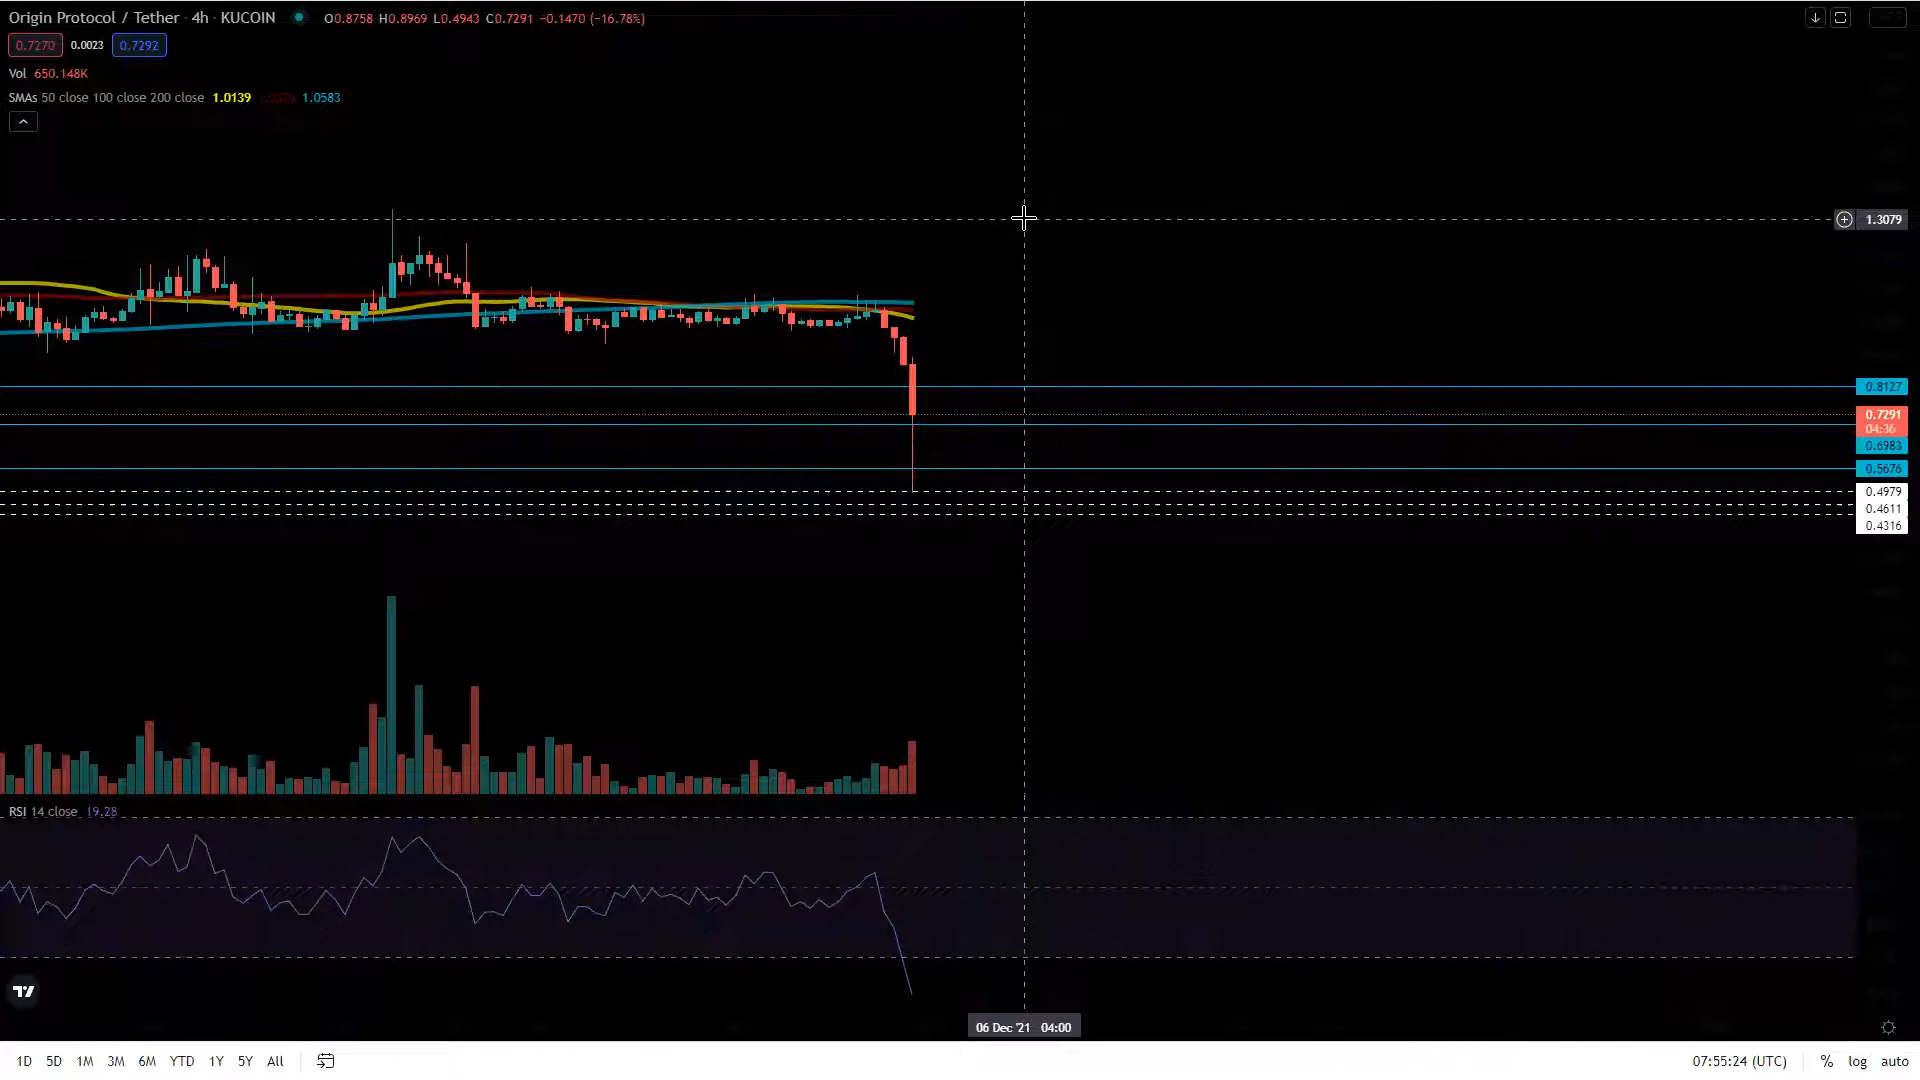 Origin Protocol / Tether · 4h · KUCOIN O0.8758 H0.8969 L0.4943 C0.7291 −0.1470 (−16.78%)
0.7270 0.0023 0.7292
Vol 650.148K
SMAs 50 close 100 close 200 close 1.0139 1.0583
1.3079
0.8127
0.7291
04:36
0.6983
0.5676
0.4979
0.4611
0.4316
RSI 14 close 19.28
06 Dec '21 04:00
1D 5D 1M 3M 6M YTD 1Y 5Y All 07:55:24 (UTC) % log auto